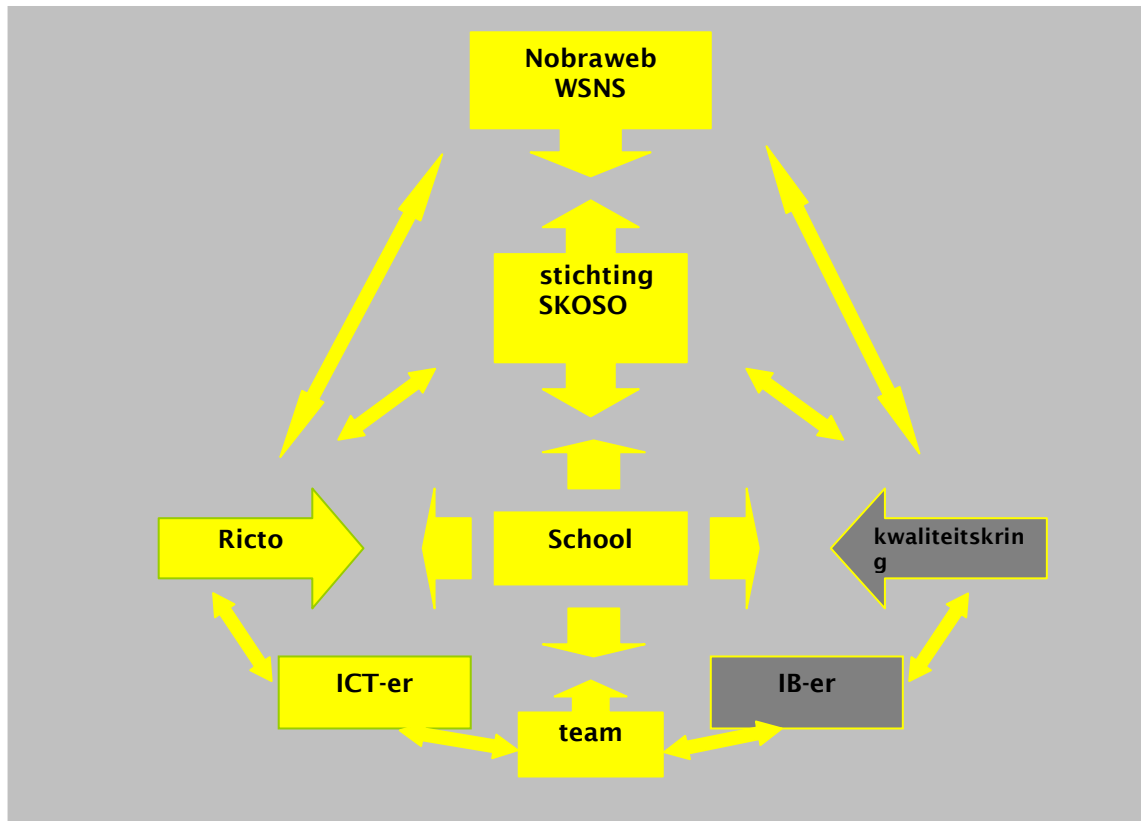 Nobraweb
WSNS
stichting
SKOSO
Ricto
School
kwaliteitskrin
g
ICT-er
IB-er
team